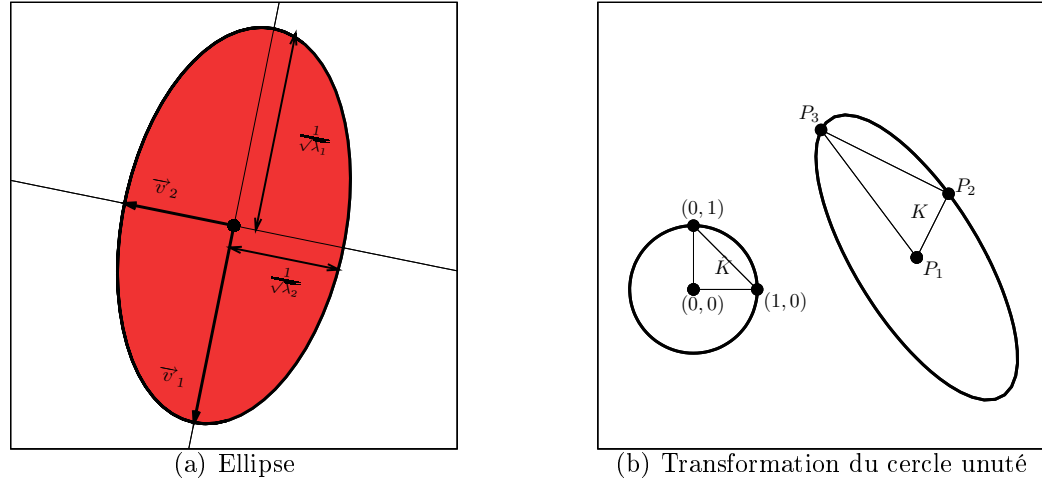 1
√λ₁
v⃗₂
1
√λ₂
v⃗₁
(a) Ellipse
P₃
P₂
K
(0, 1)
P₁
K̂
(0, 0)
(1, 0)
(b) Transformation du cercle unuté